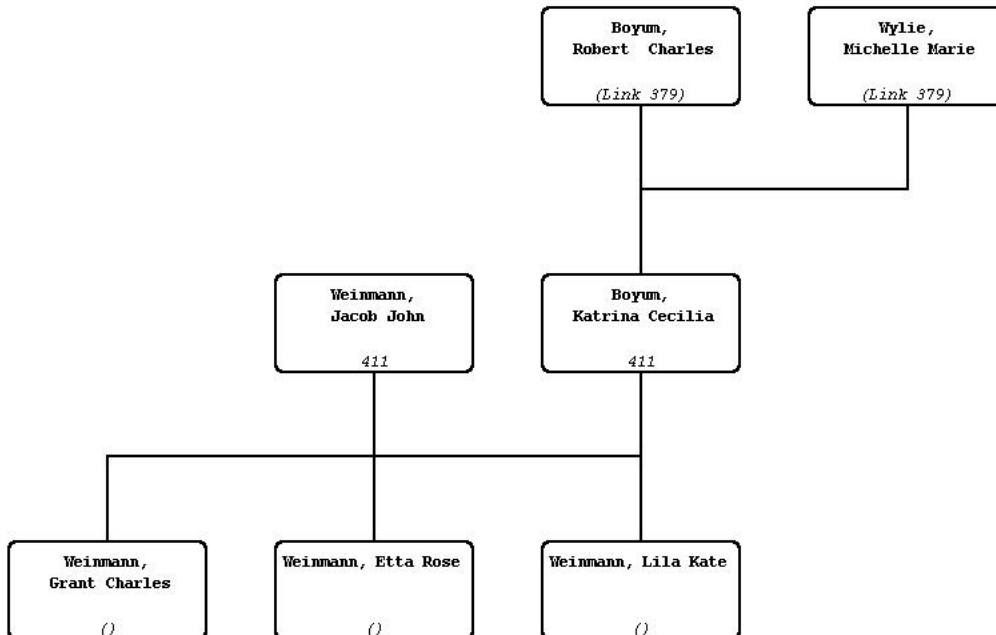 Boyum,
Robert  Charles
(Link 379)
Wylie,
Michelle Marie
(Link 379)
Weinmann,
Jacob John
411
Boyum,
Katrina Cecilia
411
Weinmann,
Grant Charles
()
Weinmann, Etta Rose
()
Weinmann, Lila Kate
()